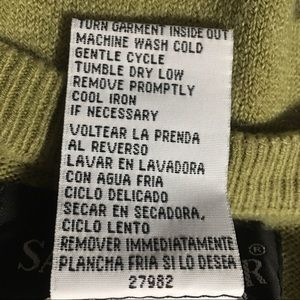 TURN GARMENT INSIDE OUT
MACHINE WASH COLD
GENTLE CYCLE
TUMBLE DRY LOW
REMOVE PROMPTLY
COOL IRON
IF NECESSARY
VOLTEAR LA PRENDA
AL REVERSO
LAVAR EN LAVADORA
CON AGUA FRIA
CICLO DELICADO
SECAR EN SECADORA,
CICLO LENTO
REMOVER IMMEDIATAMENTE
PLANCHA FRIA SI LO DESEA
27982